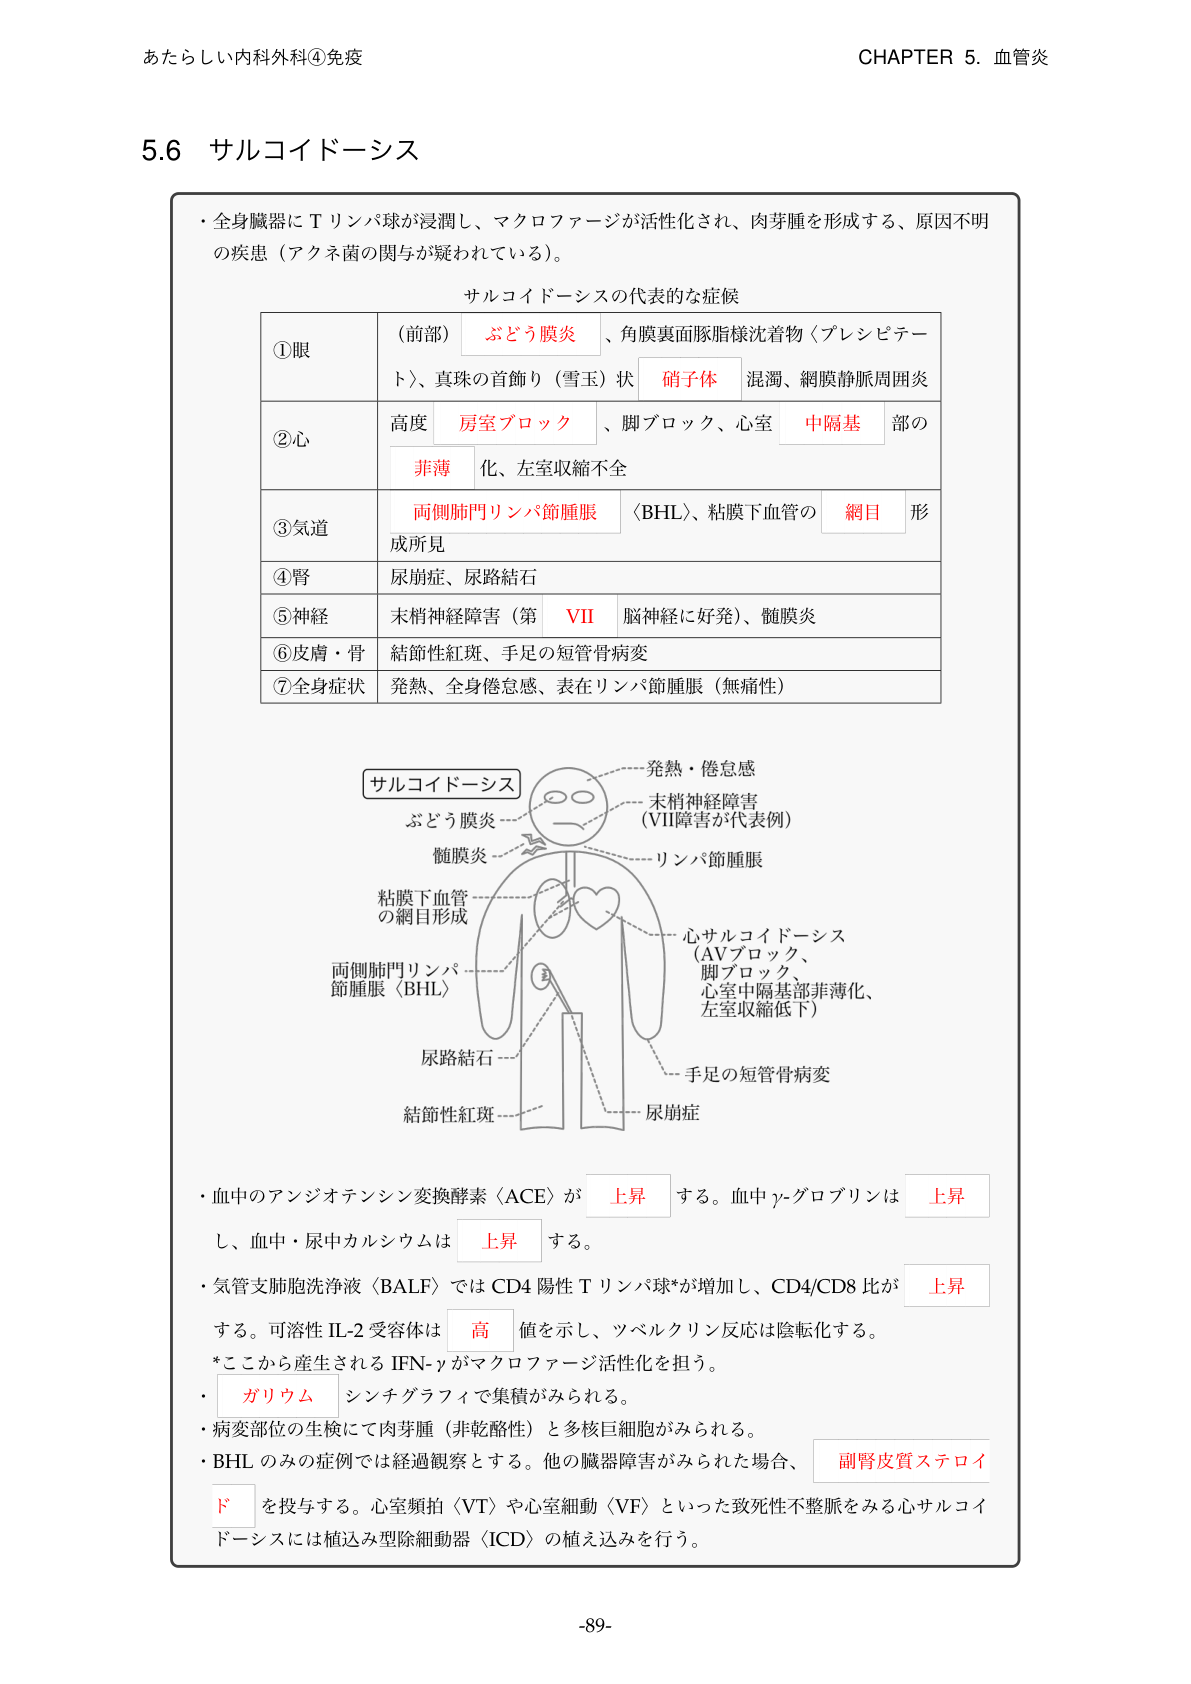 あたらしい内科外科④免疫
CHAPTER 5. 血管炎
5.6 サルコイドーシス
・全身臓器に T リンパ球が浸潤し、マクロファージが活性化され、肉芽腫を形成する、原因不明
の疾患（アクネ菌の関与が疑われている）。
サルコイドーシスの代表的な症候
①眼
（前部） ぶどう膜炎 、角膜裏面豚脂様沈着物〈プレシピテー
ト〉、真珠の首飾り（雪玉）状 硝子体 混濁、網膜静脈周囲炎
②心
高度 房室ブロック 、脚ブロック、心室 中隔基 部の
菲薄 化、左室収縮不全
③気道
両側肺門リンパ節腫脹 〈BHL〉、粘膜下血管の 網目 形
成所見
④腎
尿崩症、尿路結石
⑤神経
末梢神経障害（第 VII 脳神経に好発）、髄膜炎
⑥皮膚・骨
結節性紅斑、手足の短管骨病変
⑦全身症状
発熱、全身倦怠感、表在リンパ節腫脹（無痛性）
サルコイドーシス
発熱・倦怠感
末梢神経障害
（VII障害が代表例）
ぶどう膜炎
髄膜炎
リンパ節腫脹
粘膜下血管
の網目形成
心サルコイドーシス
（AVブロック、
脚ブロック、
心室中隔基部菲薄化、
左室収縮低下）
両側肺門リンパ
節腫脹〈BHL〉
尿路結石
手足の短管骨病変
結節性紅斑
尿崩症
・血中のアンジオテンシン変換酵素〈ACE〉が 上昇 する。血中 γ-グロブリンは 上昇
し、血中・尿中カルシウムは 上昇 する。
・気管支肺胞洗浄液〈BALF〉では CD4 陽性 T リンパ球*が増加し、CD4/CD8 比が 上昇
する。可溶性 IL-2 受容体は 高 値を示し、ツベルクリン反応は陰転化する。
*ここから産生される IFN-γ がマクロファージ活性化を担う。
・ ガリウム シンチグラフィで集積がみられる。
・病変部位の生検にて肉芽腫（非乾酪性）と多核巨細胞がみられる。
・BHL のみの症例では経過観察とする。他の臓器障害がみられた場合、 副腎皮質ステロイ
ド を投与する。心室頻拍〈VT〉や心室細動〈VF〉といった致死性不整脈をみる心サルコイ
ドーシスには植込み型除細動器〈ICD〉の植え込みを行う。
-89-